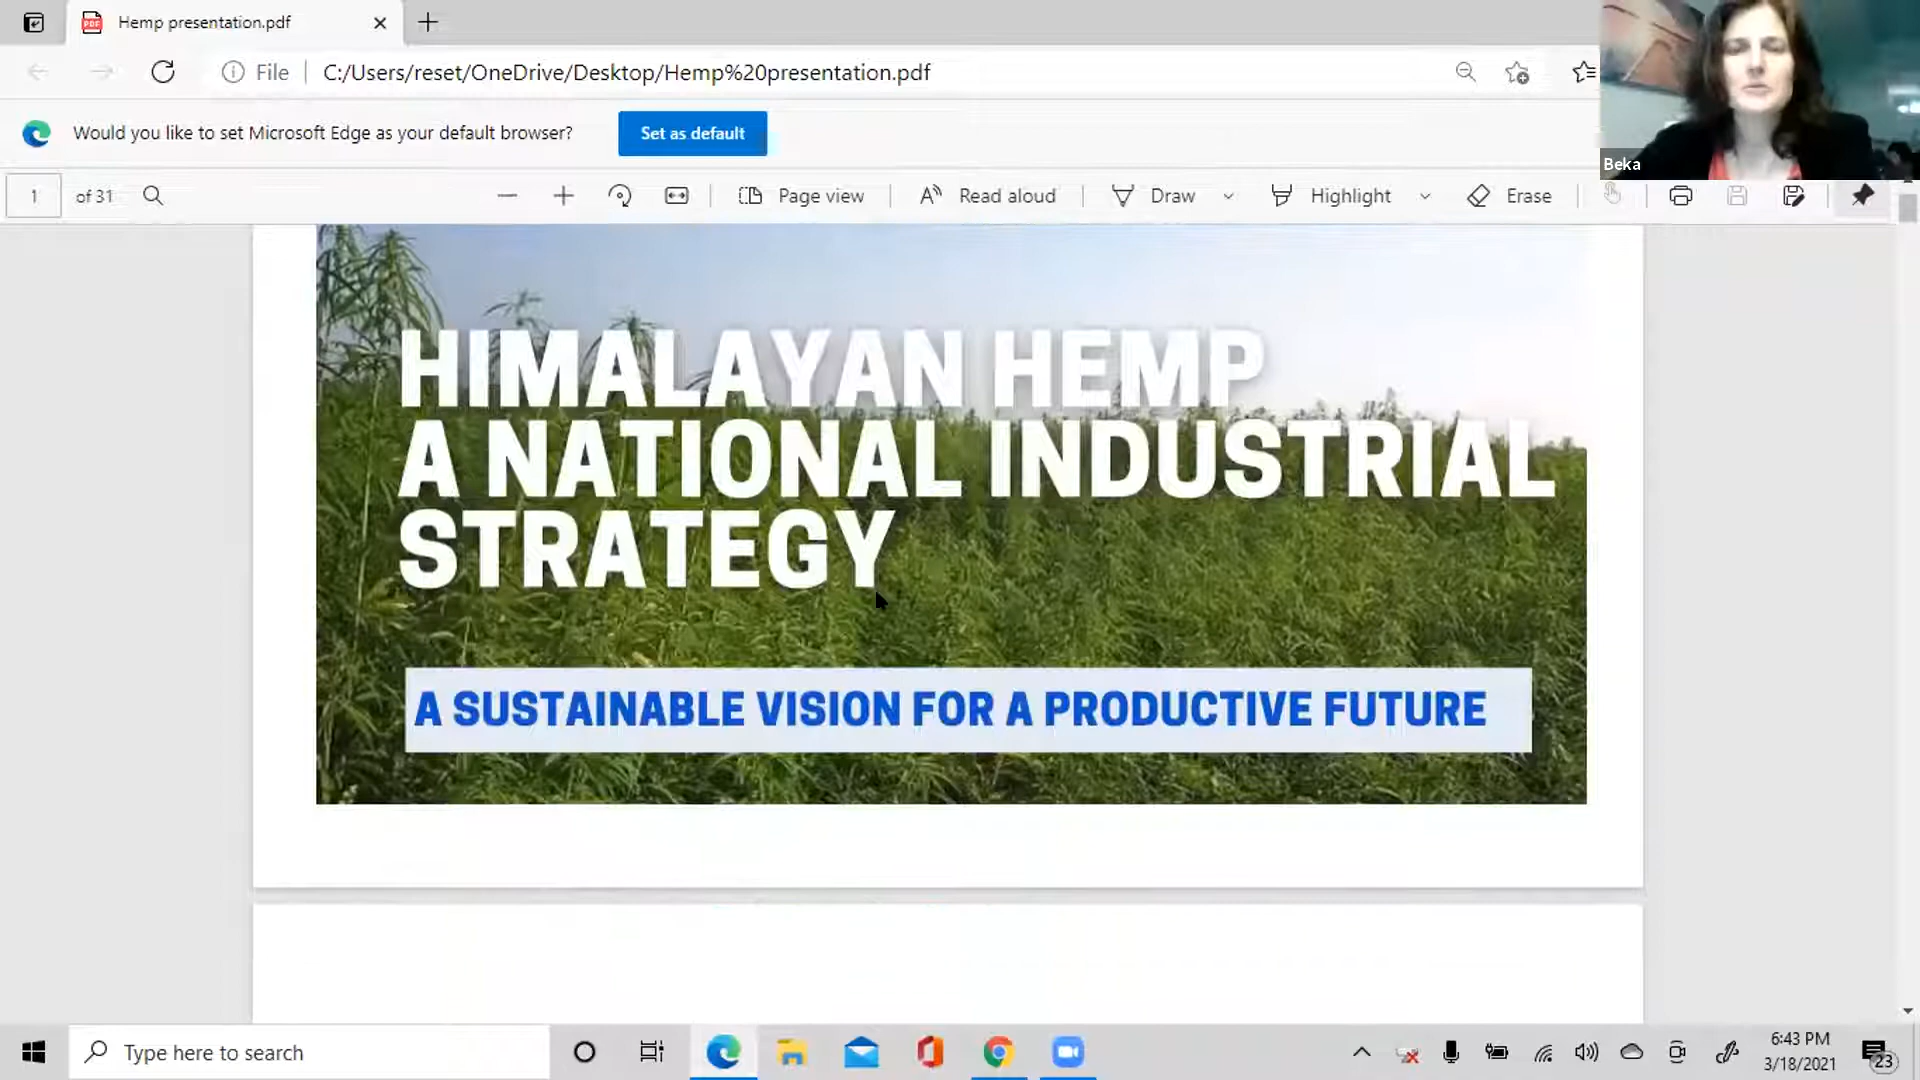 Hemp presentation.pdf
File
C:/Users/reset/OneDrive/Desktop/Hemp%20presentation.pdf
Would you like to set Microsoft Edge as your default browser?
Set as default
Beka
1 of 31
Page view
Read aloud
Draw
Highlight
Erase
HIMALAYAN HEMP
A NATIONAL INDUSTRIAL
STRATEGY
A SUSTAINABLE VISION FOR A PRODUCTIVE FUTURE
Type here to search
6:43 PM
3/18/2021
23